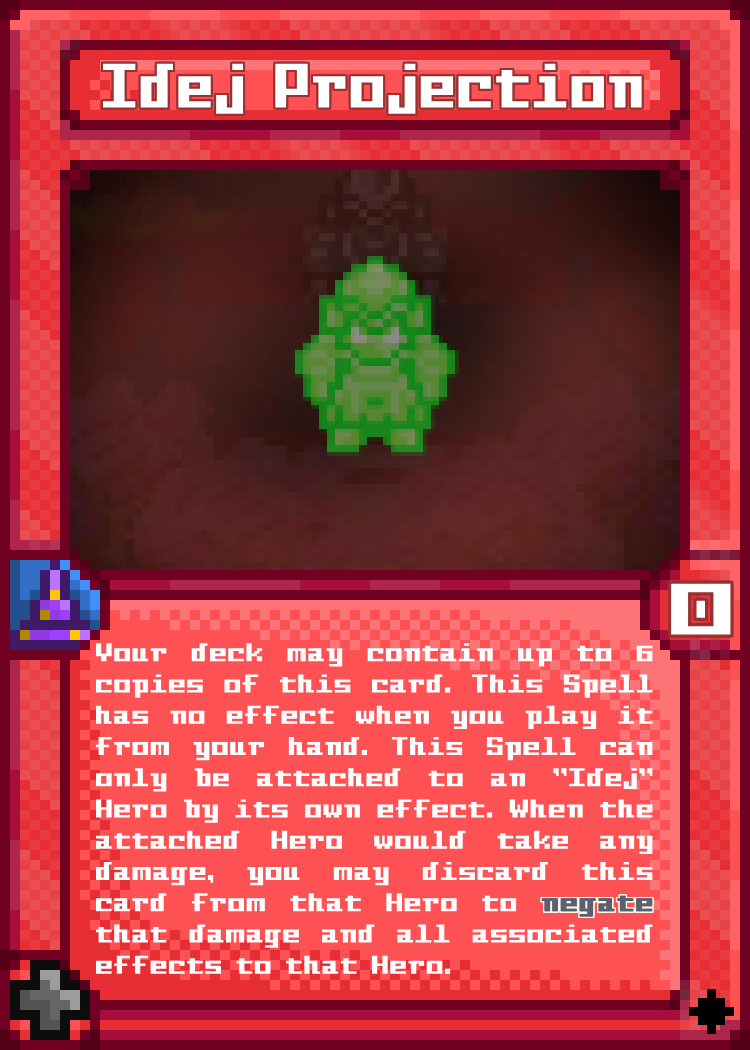 Idej Projection
0
Your deck may contain up to 6
copies of this card. This Spell
has no effect when you play it
from your hand. This Spell can
only be attached to an "Idej"
Hero by its own effect. When the
attached Hero would take any
damage, you may discard this
card from that Hero to negate
that damage and all associated
effects to that Hero.